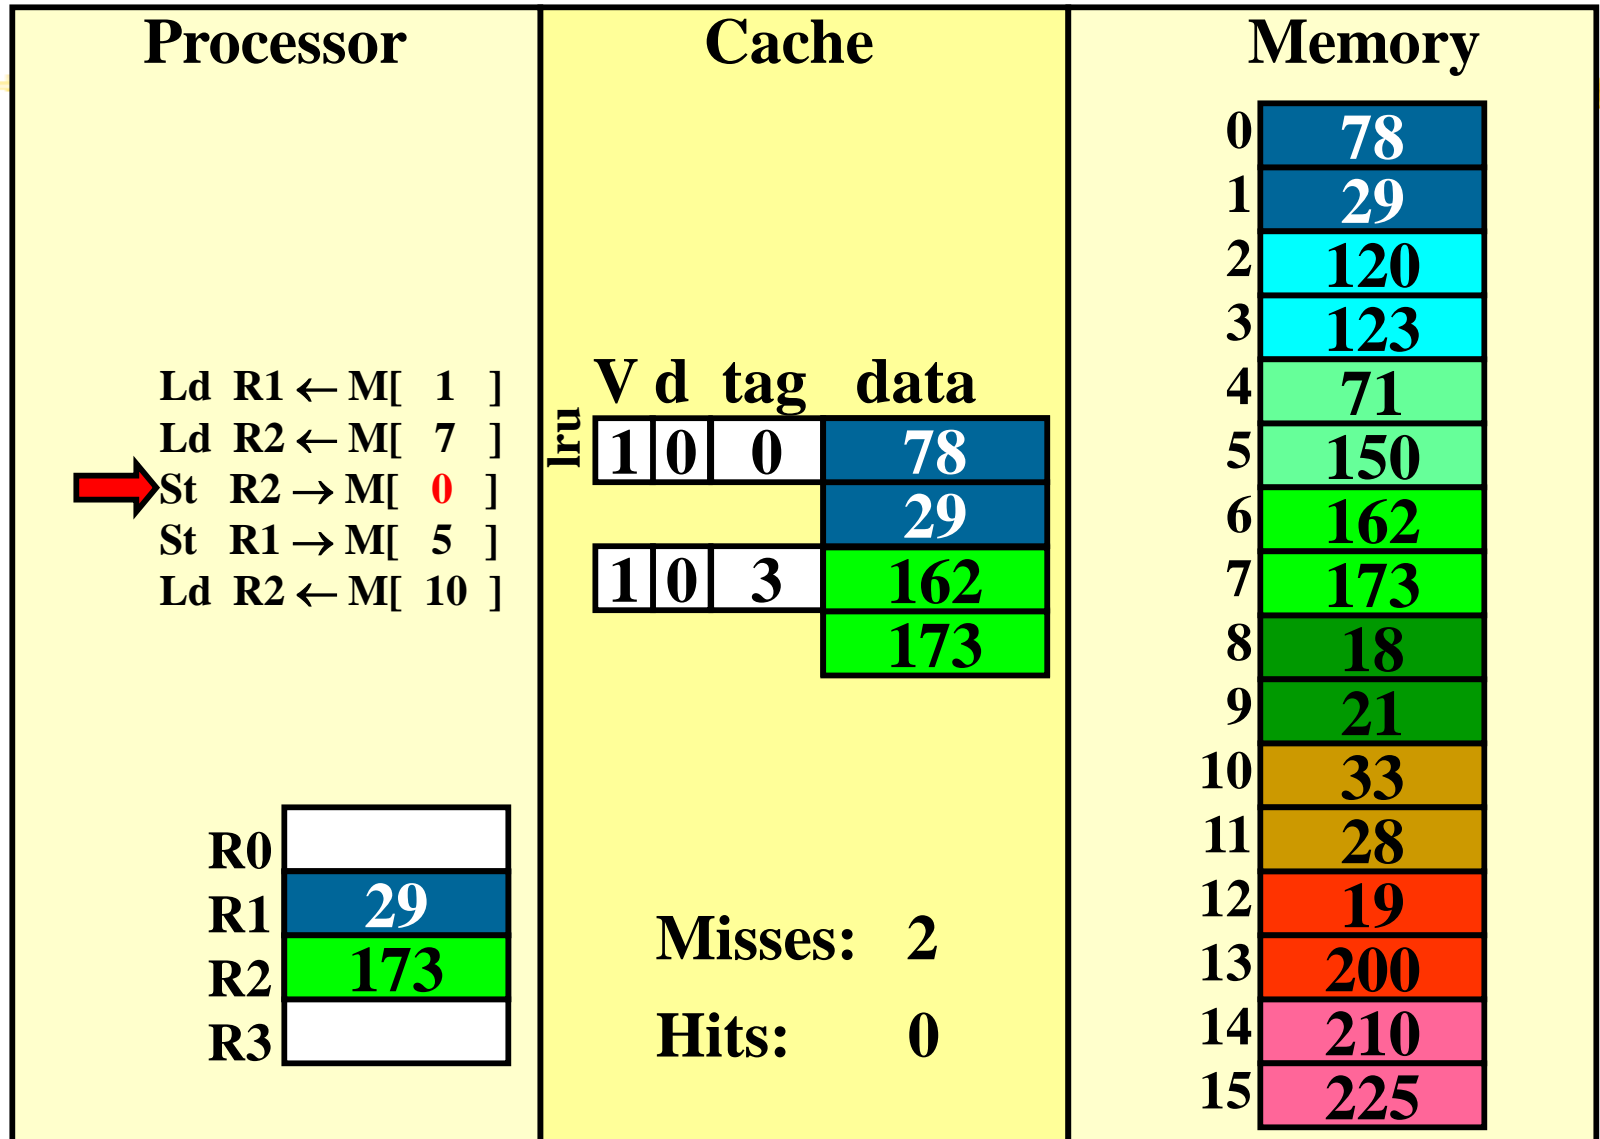 Processor
Ld R1 ← M[ 1 ]
Ld R2 ← M[ 7 ]
St R2 → M[ 0 ]
St R1 → M[ 5 ]
Ld R2 ← M[ 10 ]
R0
R1 29
R2 173
R3
Cache
V d tag data
lru
1 0 0 78
29
1 0 3 162
173
Misses: 2
Hits: 0
Memory
0 78
1 29
2 120
3 123
4 71
5 150
6 162
7 173
8 18
9 21
10 33
11 28
12 19
13 200
14 210
15 225